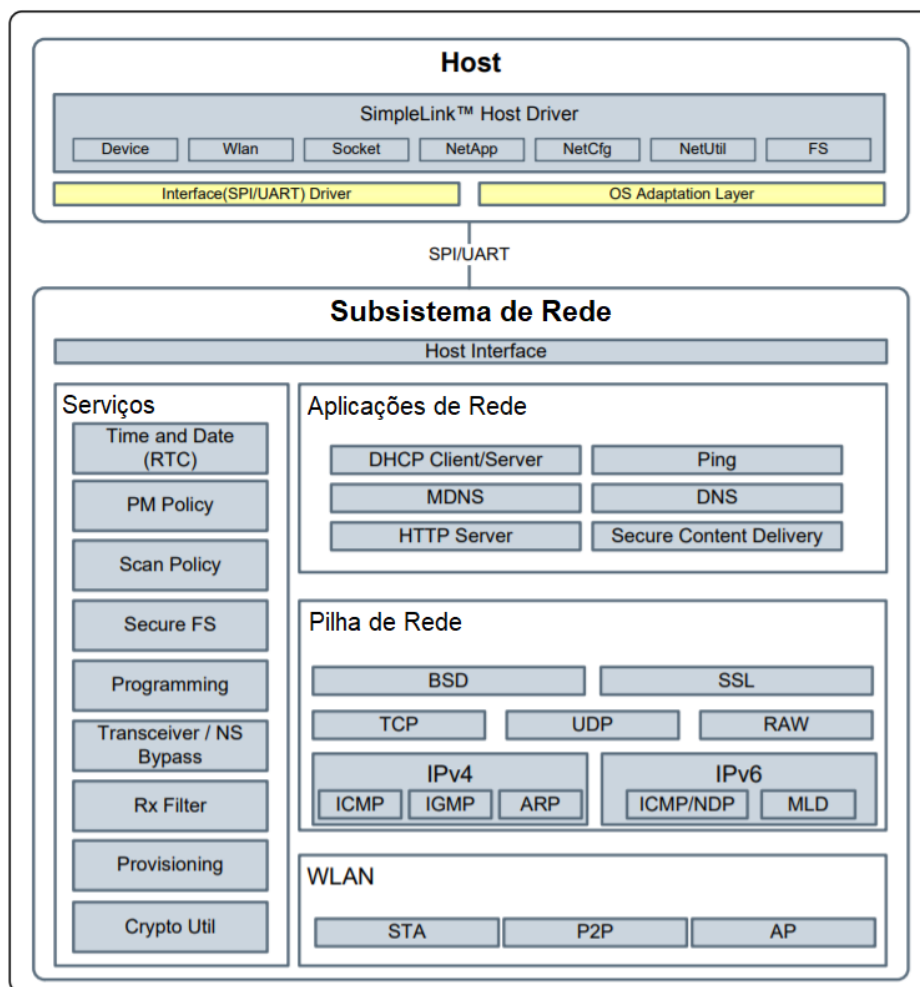 Host
SimpleLink™ Host Driver
Device
Wlan
Socket
NetApp
NetCfg
NetUtil
FS
Interface(SPI/UART) Driver
OS Adaptation Layer
SPI/UART
Subsistema de Rede
Host Interface
Serviços
Time and Date
(RTC)
PM Policy
Scan Policy
Secure FS
Programming
Transceiver / NS
Bypass
Rx Filter
Provisioning
Crypto Util
Aplicações de Rede
DHCP Client/Server
Ping
MDNS
DNS
HTTP Server
Secure Content Delivery
Pilha de Rede
BSD
SSL
TCP
UDP
RAW
IPv4
ICMP
IGMP
ARP
IPv6
ICMP/NDP
MLD
WLAN
STA
P2P
AP